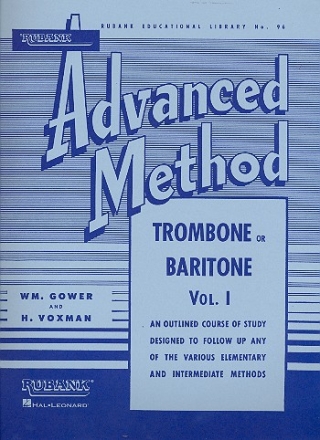 RUBANK EDUCATIONAL LIBRARY No. 96
RUBANK
Advanced
Method
TROMBONE OR
BARITONE
VOL. I
WM. GOWER
AND
H. VOXMAN
AN OUTLINED COURSE OF STUDY
DESIGNED TO FOLLOW UP ANY
OF THE VARIOUS ELEMENTARY
AND INTERMEDIATE METHODS
RUBANK
HAL•LEONARD